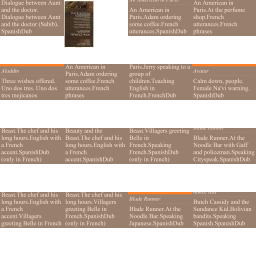 Dialogue between Aunt
and the doctor.
Dialogue between Aunt
and the doctor (Sabib).
SpanishDub
An American in
Paris.Adam ordering
some coffee.French
utterances.SpanishDub
An American in
Paris.At the perfume
shop.French
utterances.French
phrases
Aladdin
Three wishes offered.
Uno dos tres. Uno dos
tres mejicanos
An American in
Paris.Adam ordering
some coffee.French
utterances.French
phrases
Paris.Jerry speaking to a
group of
children.Teaching
English in
French.FrenchDub
Avatar
Calm down, people.
Female Na'vi warning.
SpanishDub
Beast.The chef and his
long hours.English with
a French
accent.SpanishDub
(only in French)
Beauty and the
Beast.The chef and his
long hours.English with
a French
accent.SpanishDub
Beast.Villagers greeting
Belle in
French.Speaking
French.SpanishDub
(only in French)
Blade Runner.At the
Noodle Bar with Gaff
and policeman.Speaking
Cityspeak.SpanishDub
Beast.The chef and his
long hours.English with
a French
accent.Villagers
greeting Belle in French
Beast.The chef and his
long hours.Villagers
greeting Belle in
French.SpanishDub
(only in French)
Blade Runner
Blade Runner.At the
Noodle Bar.Speaking
Japanese.SpanishDub
Butch Cassidy and the
Sundance Kid.Bolivian
bandits.Speaking
Spanish.SpanishDub